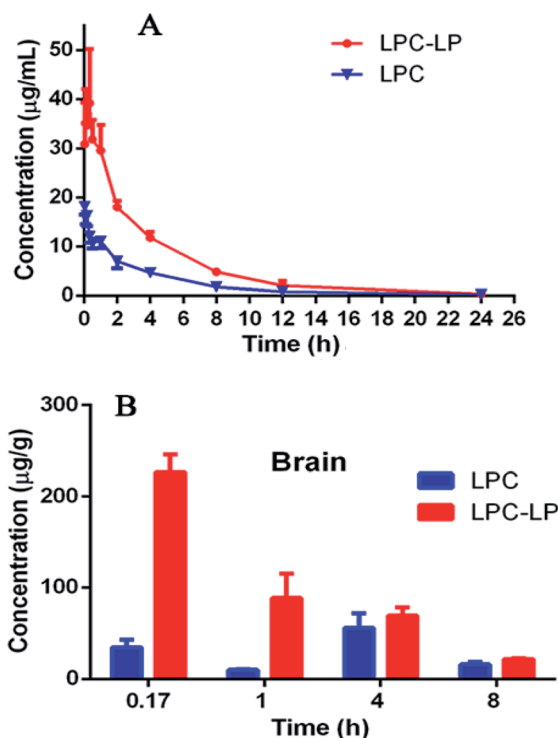 A
LPC-LP
LPC
Concentration (μg/mL)
50
40
30
20
10
0
0 2 4 6 8 10 12 14 16 18 20 22 24 26
Time (h)
B
Brain
LPC
LPC-LP
Concentration (μg/g)
300
200
100
0
0.17 1 4 8
Time (h)